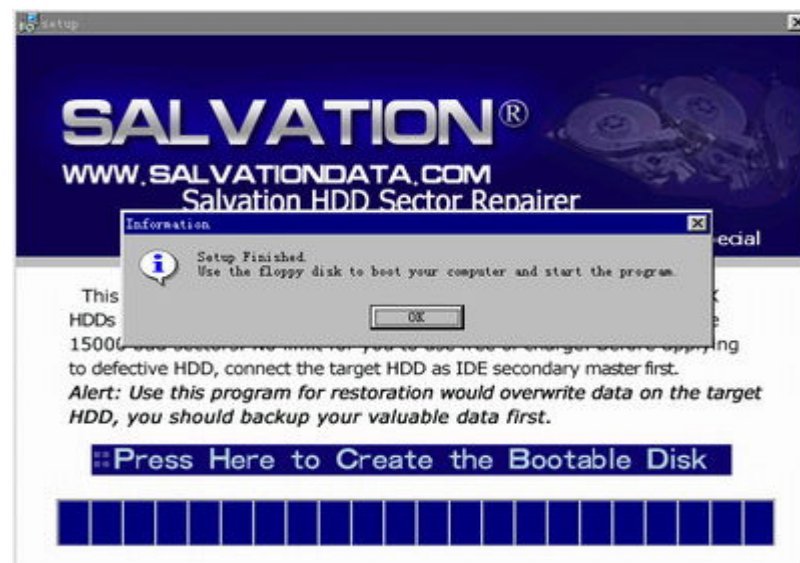 setup
SALVATION®
WWW.SALVATIONDATA.COM
Salvation HDD Sector Repairer
Information
ecial
Setup Finished.
Use the floppy disk to boot your computer and start the program.
This
HDDs
OK
15000
to defective HDD, connect the target HDD as IDE secondary master first.
Alert: Use this program for restoration would overwrite data on the target
HDD, you should backup your valuable data first.
Press Here to Create the Bootable Disk